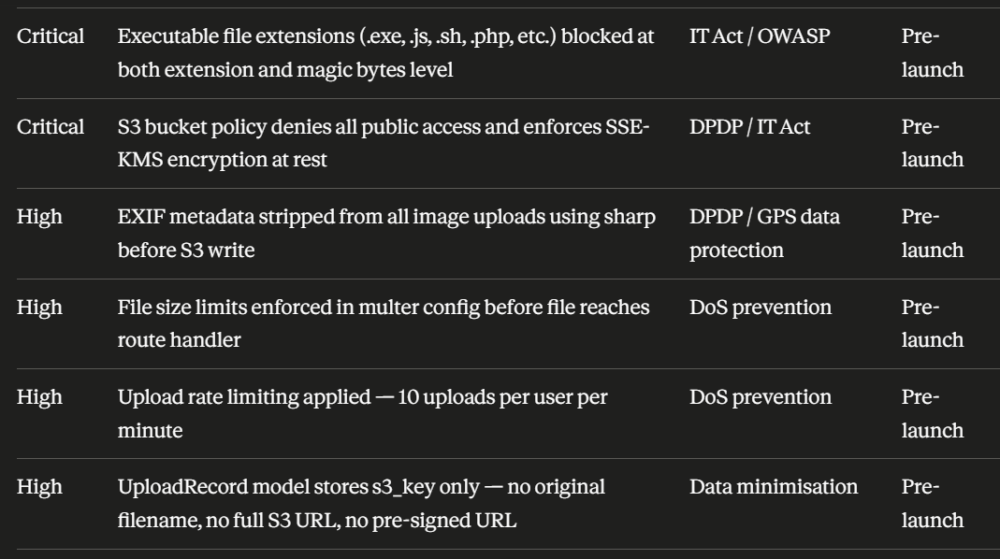 Critical Executable file extensions (.exe, .js, .sh, .php, etc.) blocked at IT Act / OWASP Pre-
both extension and magic bytes level launch
Critical S3 bucket policy denies all public access and enforces SSE- DPDP / IT Act Pre-
KMS encryption at rest launch
High EXIF metadata stripped from all image uploads using sharp DPDP / GPS data Pre-
before S3 write protection launch
High File size limits enforced in multer config before file reaches DoS prevention Pre-
route handler launch
High Upload rate limiting applied — 10 uploads per user per DoS prevention Pre-
minute launch
High UploadRecord model stores s3_key only — no original Data minimisation Pre-
filename, no full S3 URL, no pre-signed URL launch